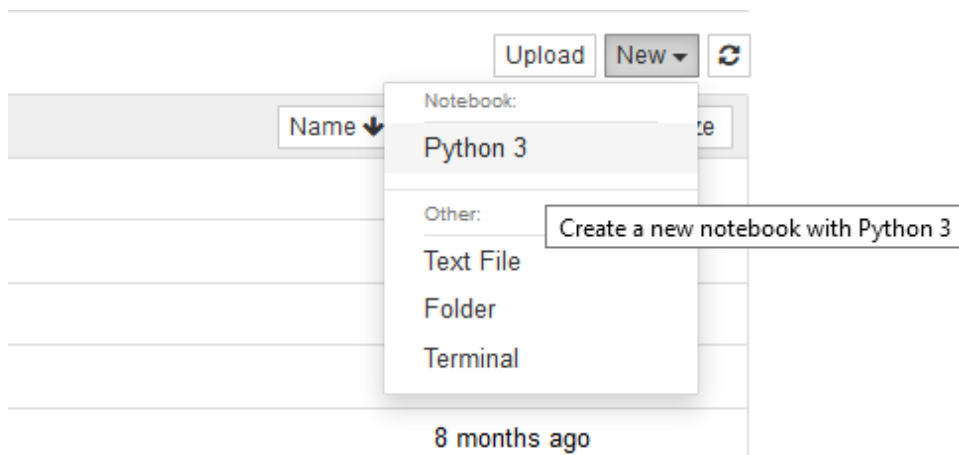 Upload New
Notebook:
Name
Python 3
Other:
Create a new notebook with Python 3
Text File
Folder
Terminal
8 months ago